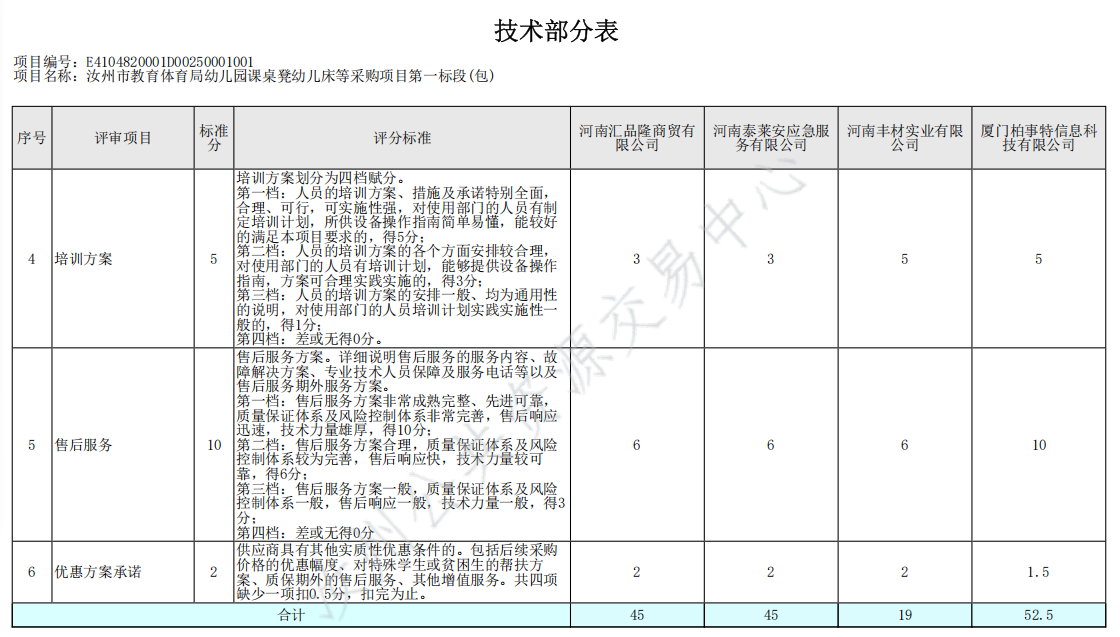 技术部分表
项目编号: E4104820001D00250001001
项目名称: 汝州市教育体育局幼儿园课桌凳幼儿床等采购项目第一标段(包)
序号 评审项目 标准分 评分标准 河南汇品隆商贸有限公司 河南泰莱安应急服务有限公司 河南丰材实业有限公司 厦门柏事特信息科技有限公司
4 培训方案 5
培训方案划分为四档赋分。
第一档: 人员的培训方案、措施及承诺特别全面,
合理、可行, 可实施性强, 对使用部门的人员有制
定培训计划, 所供设备操作指南简单易懂, 能较好
的满足本项目要求的, 得5分;
第二档: 人员的培训方案的各个方面安排较合理,
对使用部门的人员有培训计划, 能够提供设备操作
指南, 方案可合理实践实施的, 得3分;
第三档: 人员的培训方案的安排一般、均为通用性
的说明, 对使用部门的人员培训计划实践实施性一
般的, 得1分;
第四档: 差或无得0分。
3 3 5 5
5 售后服务 10
售后服务方案。详细说明售后服务的服务内容、故
障解决方案、专业技术人员保障及服务电话等以及
售后服务期外服务方案。
第一档: 售后服务方案非常成熟完整、先进可靠,
质量保证体系及风险控制体系非常完善, 售后响应
迅速, 技术力量雄厚, 得10分;
第二档: 售后服务方案合理, 质量保证体系及风险
控制体系较为完善, 售后响应快, 技术力量较可
靠, 得6分;
第三档: 售后服务方案一般, 质量保证体系及风险
控制体系一般, 售后响应一般, 技术力量一般, 得3
分;
第四档: 差或无得0分
6 6 6 10
6 优惠方案承诺 2
供应商具有其他实质性优惠条件的。包括后续采购
价格的优惠幅度、对特殊学生或贫困生的帮扶方
案、质保期外的售后服务、其他增值服务。共四项
缺少一项扣0.5分, 扣完为止。
2 2 2 1.5
合计 45 45 19 52.5
汝州公共资源交易中心